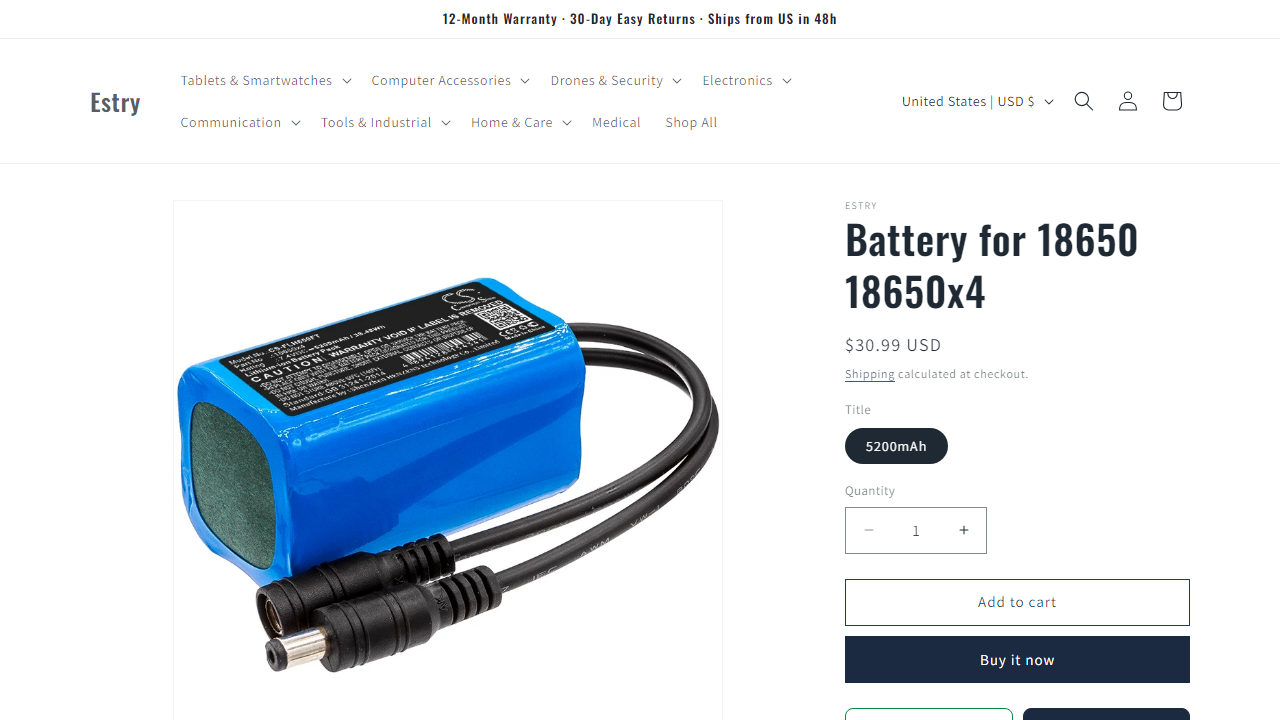 12-Month Warranty · 30-Day Easy Returns · Ships from US in 48h
Estry
Tablets & Smartwatches
Computer Accessories
Drones & Security
Electronics
Communication
Tools & Industrial
Home & Care
Medical
Shop All
United States | USD $
ESTRY
Battery for 18650
18650x4
$30.99 USD
Shipping calculated at checkout.
Title
5200mAh
Quantity
1
Add to cart
Buy it now
CAUTION: WARRANTY VOID IF LABEL IS REMOVED